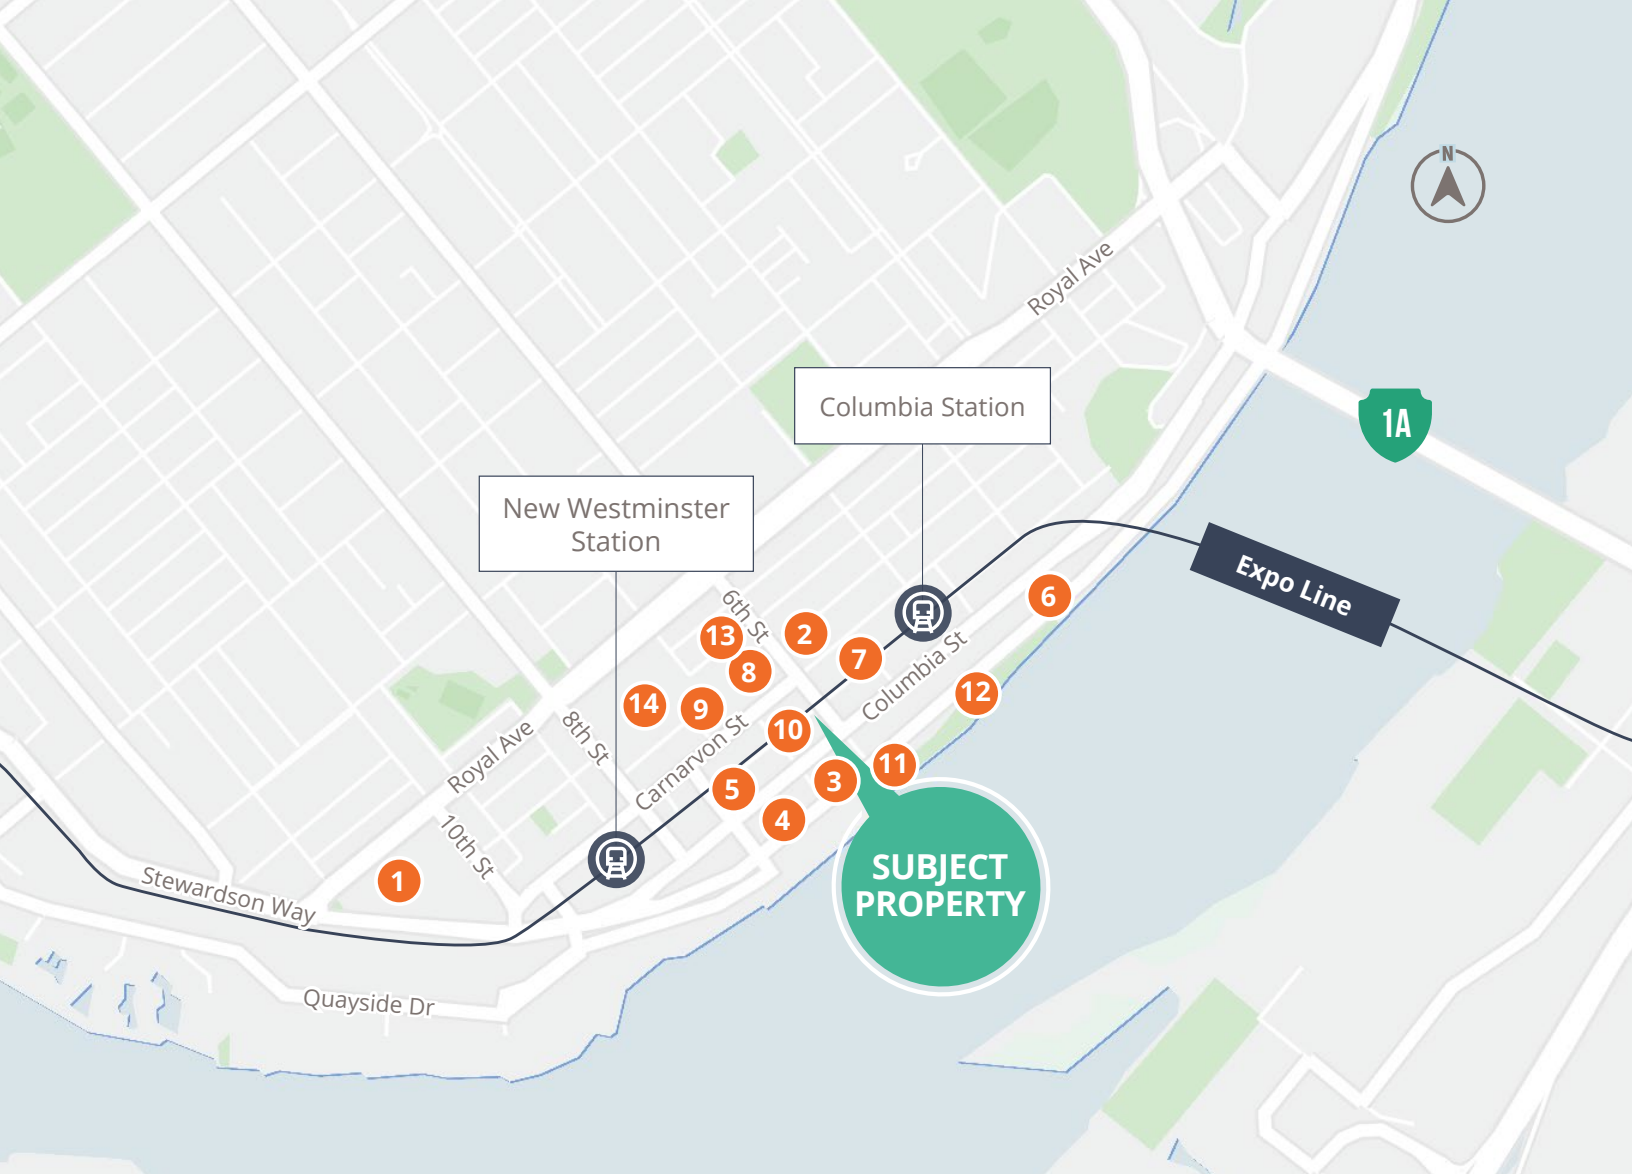 N
Royal Ave
Columbia Station
1A
New Westminster
Station
Expo Line
6th St
6
13
2
7
8
Columbia St
14
9
12
10
8th St
Carnarvon St
Royal Ave
11
3
5
4
10th St
SUBJECT
PROPERTY
1
Stewardson Way
Quayside Dr